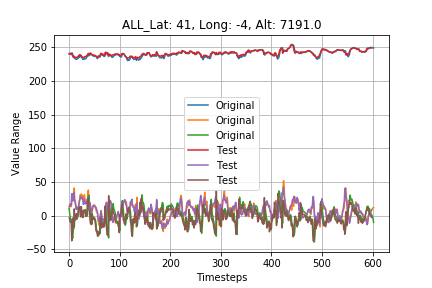 ALL_Lat: 41, Long: -4, Alt: 7191.0
250
200
150
100
50
0
−50
Value Range
Original
Original
Original
Test
Test
Test
0 100 200 300 400 500 600
Timesteps